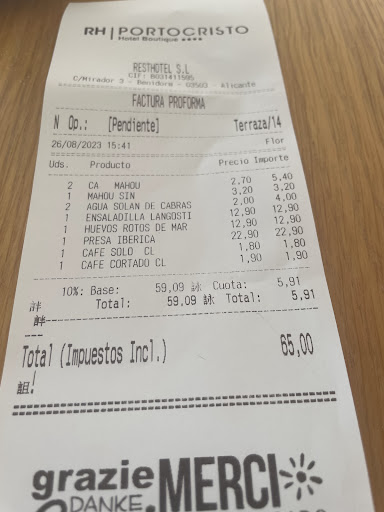 RH | PORTOCRISTO
Hotel Boutique ★★★★
RESTHOTEL S.L
CIF: B031411595
C/Mirador 3 - Benidorm - 03503 - Alicante
FACTURA PROFORMA
N Op.: [Pendiente] Terraza/14
26/08/2023 15:41 Flor
Uds. Producto Precio Importe
2 CA MAHOU 2,70 5,40
1 MAHOU SIN 3,20 3,20
2 AGUA SOLAN DE CABRAS 2,00 4,00
1 ENSALADILLA LANGOSTI 12,90 12,90
1 HUEVOS ROTOS DE MAR 12,90 12,90
1 PRESA IBERICA 22,90 22,90
1 CAFE SOLO CL 1,80 1,80
1 CAFE CORTADO CL 1,90 1,90
10%: Base: 59,09 詠 Cuota: 5,91
Total: 59,09 詠 Total: 5,91
Total (Impuestos Incl.) 65,00
詛!
grazie MERCI
DANKE